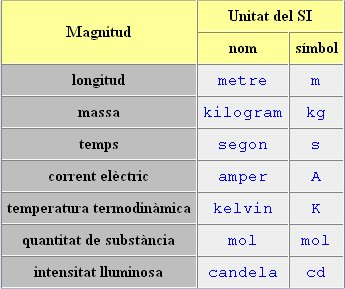 Magnitud Unitat del SI
nom símbol
longitud metre m
massa kilogram kg
temps segon s
corrent elèctric amper A
temperatura termodinàmica kelvin K
quantitat de substància mol mol
intensitat lluminosa candela cd